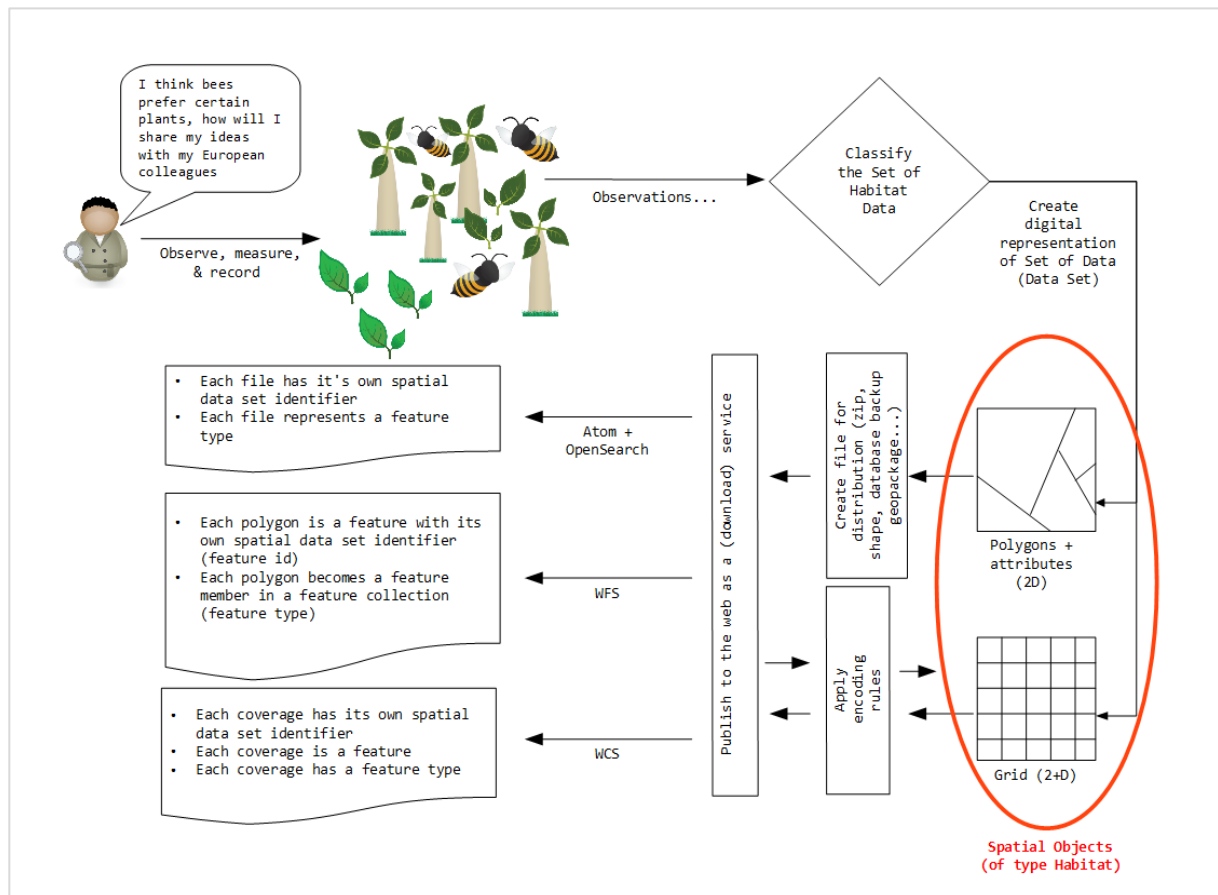 I think bees
prefer certain
plants, how will I
share my ideas
with my European
colleagues
Observe, measure,
& record
Observations...
Classify
the Set of
Habitat
Data
Create
digital
representation
of Set of Data
(Data Set)
• Each file has it's own spatial
data set identifier
• Each file represents a feature
type
Atom +
OpenSearch
Publish to the web as a (download) service
Create file for
distribution (zip,
shape, database backup
geopackage...)
Polygons +
attributes
(2D)
• Each polygon is a feature with its
own spatial data set identifier
(feature id)
• Each polygon becomes a feature
member in a feature collection
(feature type)
WFS
Apply
encoding
rules
• Each coverage has its own spatial
data set identifier
• Each coverage is a feature
• Each coverage has a feature type
WCS
Grid (2+D)
Spatial Objects
(of type Habitat)